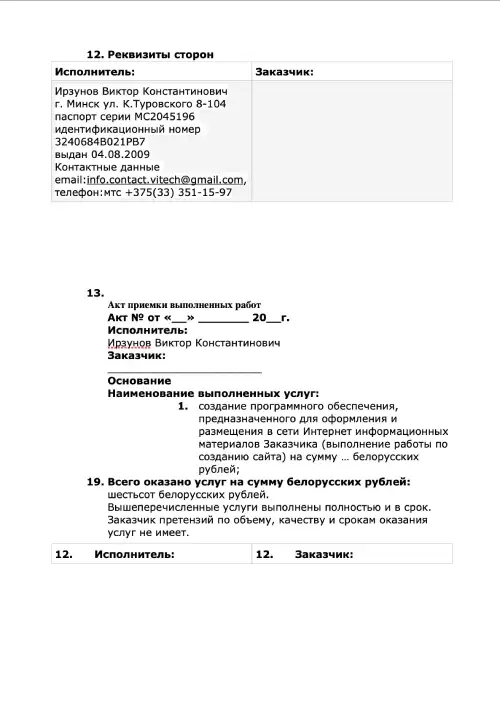 12. Реквизиты сторон
Исполнитель: Заказчик:
Ирзунов Виктор Константинович
г. Минск ул. К.Туровского 8-104
паспорт серии МС2045196
идентификационный номер
3240684В021РВ7
выдан 04.08.2009
Контактные данные
email:info.contact.vitech@gmail.com,
телефон:мтс +375(33) 351-15-97
13.
Акт приемки выполненных работ
Акт № от «__» _______ 20__г.
Исполнитель:
Ирзунов Виктор Константинович
Заказчик:
________________________
Основание
Наименование выполненных услуг:
1. создание программного обеспечения,
предназначенного для оформления и
размещения в сети Интернет информационных
материалов Заказчика (выполнение работы по
созданию сайта) на сумму … белорусских
рублей;
19. Всего оказано услуг на сумму белорусских рублей:
шестьсот белорусских рублей.
Вышеперечисленные услуги выполнены полностью и в срок.
Заказчик претензий по объему, качеству и срокам оказания
услуг не имеет.
12. Исполнитель: 12. Заказчик: